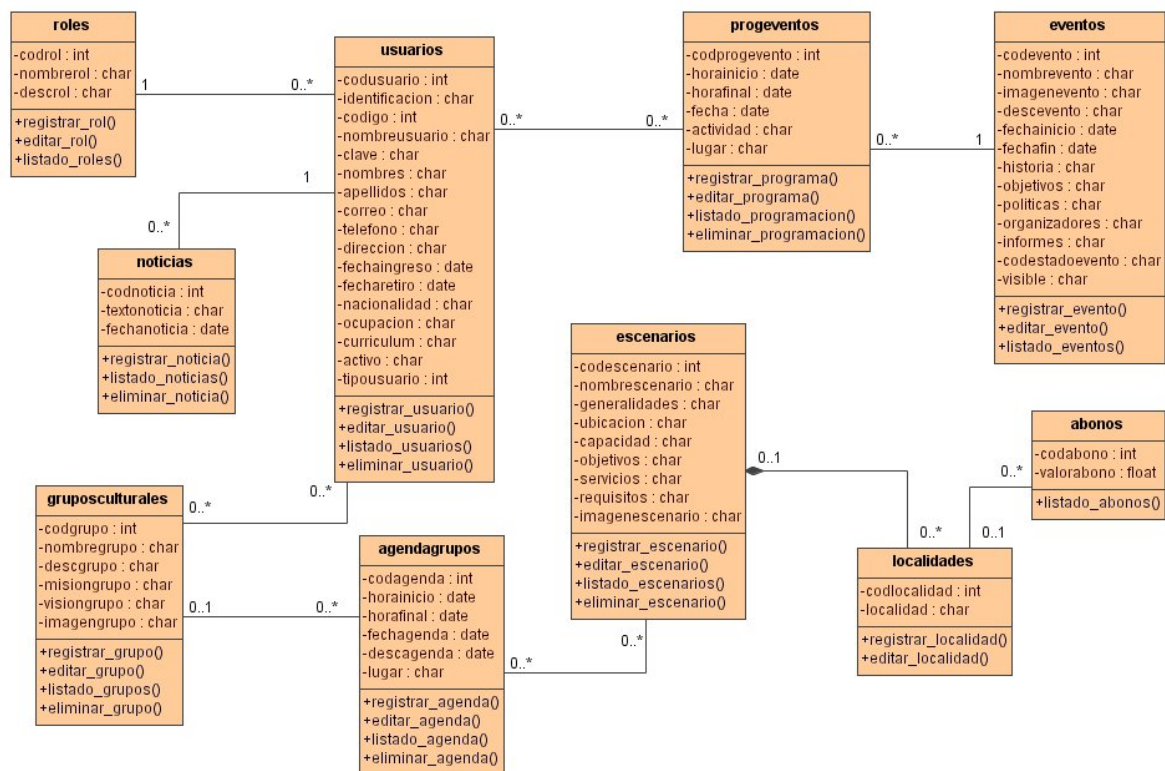 roles
-codrol : int
-nombrerol : char
-descrol : char
+registrar_rol()
+editar_rol()
+listado_roles()
1
0..*
usuarios
-codusuario : int
-identificacion : char
-codigo : int
-nombreusuario : char
-clave : char
-nombres : char
-apellidos : char
-correo : char
-telefono : char
-direccion : char
-fechaingreso : date
-fecharetiro : date
-nacionalidad : char
-ocupacion : char
-curriculum : char
-activo : char
-tipousuario : int
+registrar_usuario()
+editar_usuario()
+listado_usuarios()
+eliminar_usuario()
0..*
0..*
progeventos
-codprogevento : int
-horainicio : date
-horafinal : date
-fecha : date
-actividad : char
-lugar : char
+registrar_programa()
+editar_programa()
+listado_programacion()
+eliminar_programacion()
0..*
1
eventos
-codevento : int
-nombrevento : char
-imagenevento : char
-descevento : char
-fechainicio : date
-fechafin : date
-historia : char
-objetivos : char
-politicas : char
-organizadores : char
-informes : char
-codestadoevento : char
-visible : char
+registrar_evento()
+editar_evento()
+listado_eventos()
1
0..*
noticias
-codnoticia : int
-textonoticia : char
-fechanoticia : date
+registrar_noticia()
+listado_noticias()
+eliminar_noticia()
escenarios
-codescenario : int
-nombrescenario : char
-generalidades : char
-ubicacion : char
-capacidad : char
-objetivos : char
-servicios : char
-requisitos : char
-imagenescenario : char
+registrar_escenario()
+editar_escenario()
+listado_escenarios()
+eliminar_escenario()
0..1
0..*
abonos
-codabono : int
-valorabono : float
+listado_abonos()
0..*
0..1
localidades
-codlocalidad : int
-localidad : char
+registrar_localidad()
+editar_localidad()
gruposculturales
-codgrupo : int
-nombregrupo : char
-descgrupo : char
-misiongrupo : char
-visiongrupo : char
-imagengrupo : char
+registrar_grupo()
+editar_grupo()
+listado_grupos()
+eliminar_grupo()
0..*
0..*
0..1
0..*
agendagrupos
-codagenda : int
-horainicio : date
-horafinal : date
-fechagenda : date
-descagenda : date
-lugar : char
+registrar_agenda()
+editar_agenda()
+listado_agenda()
+eliminar_agenda()
0..*
0..*